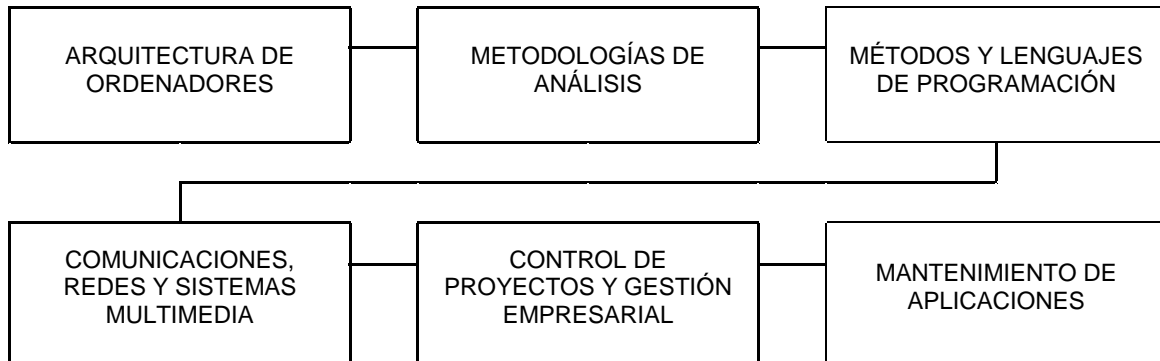 ARQUITECTURA DE
ORDENADORES
METODOLOGÍAS DE
ANÁLISIS
MÉTODOS Y LENGUAJES
DE PROGRAMACIÓN
COMUNICACIONES,
REDES Y SISTEMAS
MULTIMEDIA
CONTROL DE
PROYECTOS Y GESTIÓN
EMPRESARIAL
MANTENIMIENTO DE
APLICACIONES